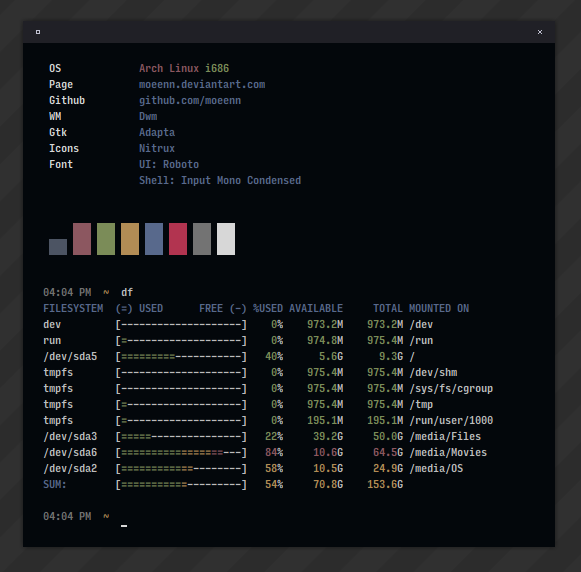 OS Arch Linux i686
Page moeenn.deviantart.com
Github github.com/moeenn
WM Dwm
Gtk Adapta
Icons Nitrux
Font UI: Roboto
Shell: Input Mono Condensed
04:04 PM ~ df
FILESYSTEM (=) USED FREE (-) %USED AVAILABLE TOTAL MOUNTED ON
dev [--------------------] 0% 973.2M 973.2M /dev
run [=-------------------] 0% 974.8M 975.4M /run
/dev/sda5 [=========-----------] 40% 5.6G 9.3G /
tmpfs [--------------------] 0% 975.4M 975.4M /dev/shm
tmpfs [--------------------] 0% 975.4M 975.4M /sys/fs/cgroup
tmpfs [=-------------------] 0% 975.4M 975.4M /tmp
tmpfs [=-------------------] 0% 195.1M 195.1M /run/user/1000
/dev/sda3 [=====---------------] 22% 39.2G 50.0G /media/Files
/dev/sda6 [=================---] 84% 10.6G 64.5G /media/Movies
/dev/sda2 [============--------] 58% 10.5G 24.9G /media/OS
SUM: [===========---------] 54% 70.8G 153.6G
04:04 PM ~ _